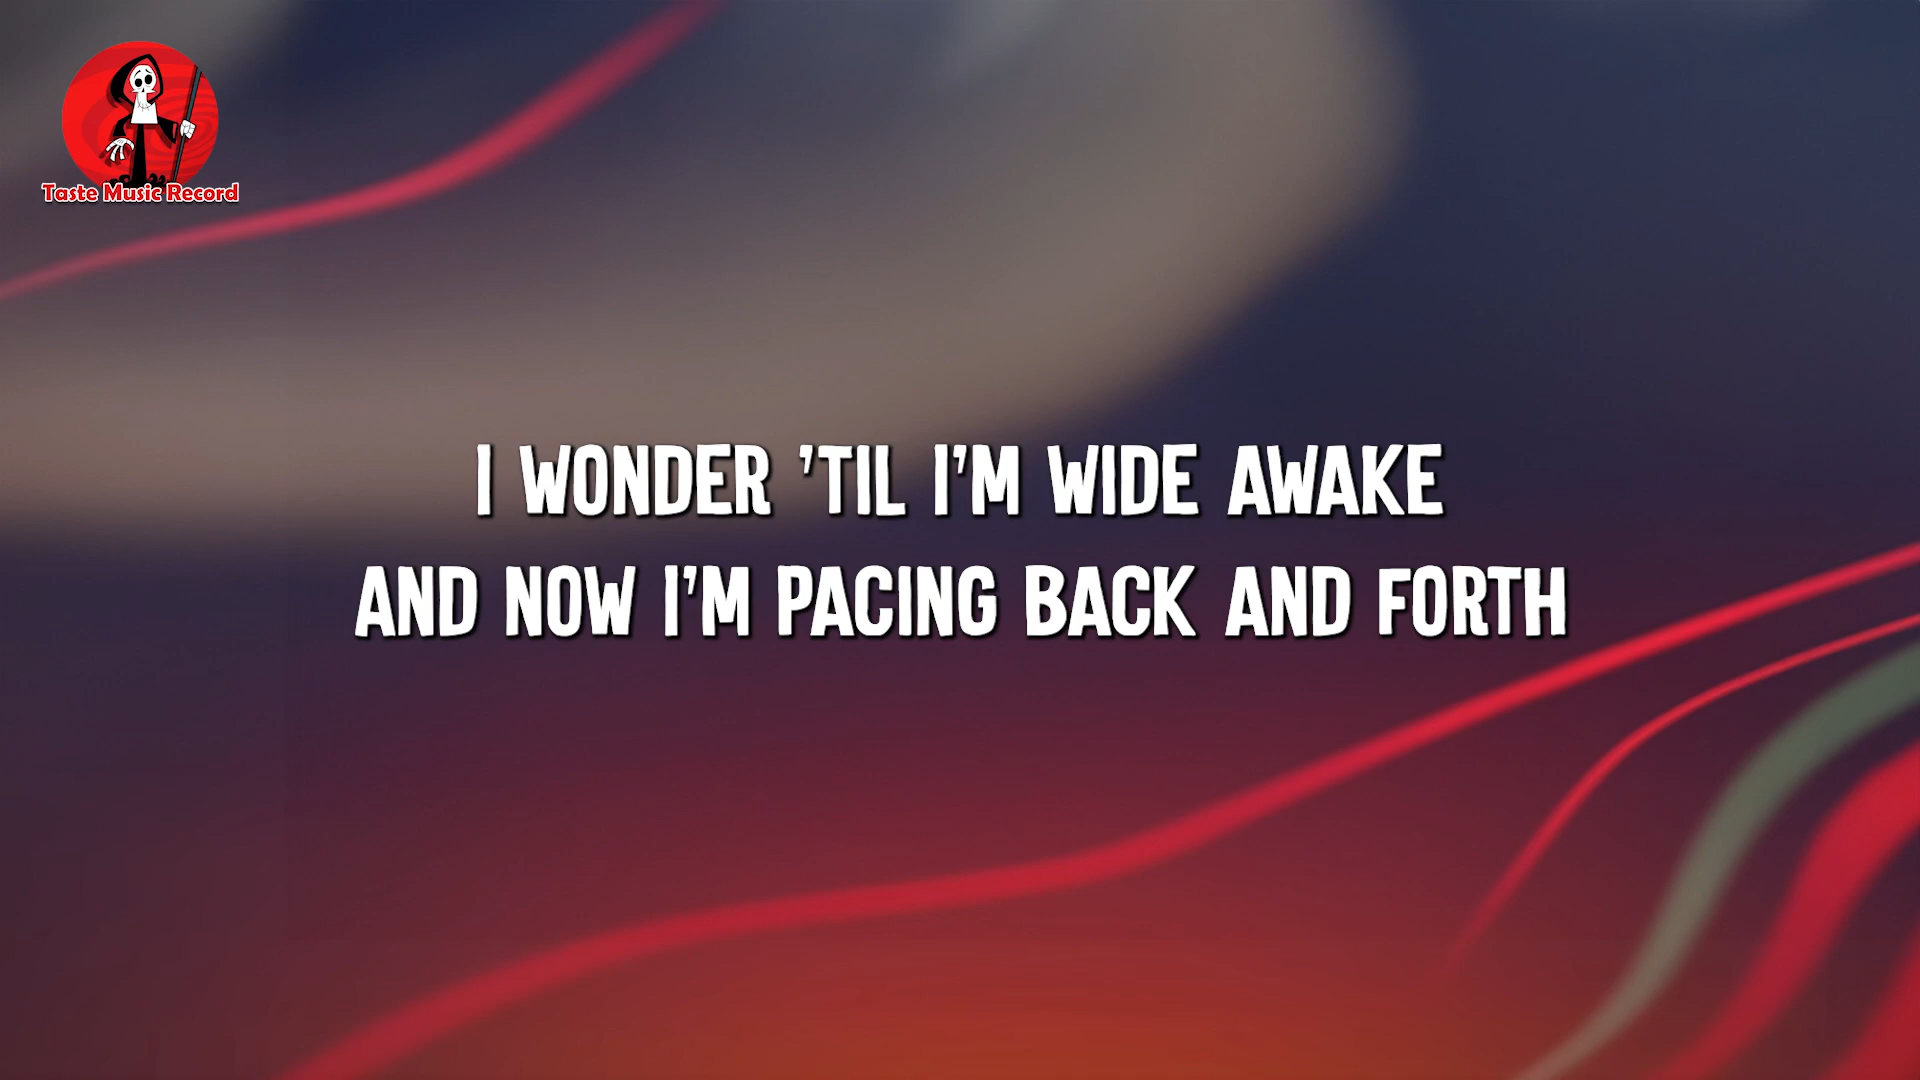 Taste Music Record
I WONDER 'TIL I'M WIDE AWAKE
AND NOW I'M PACING BACK AND FORTH